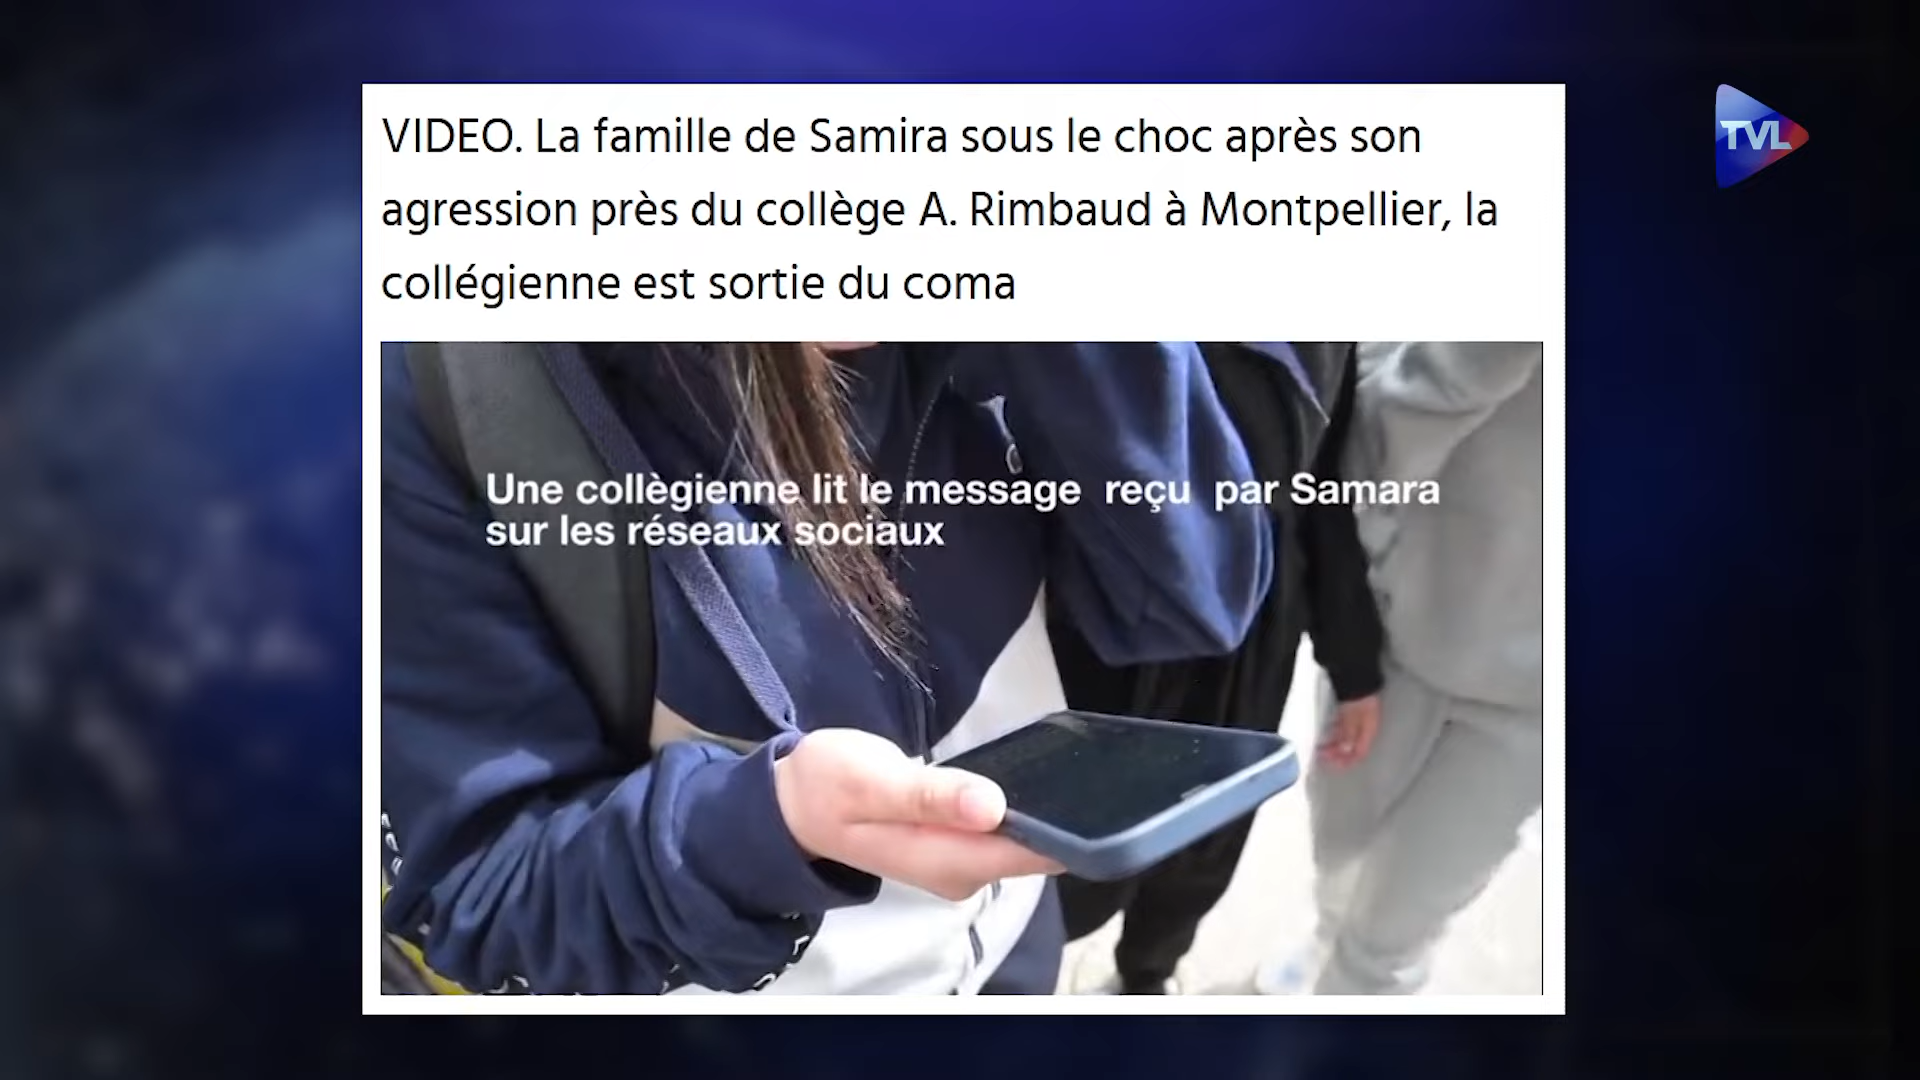 VIDEO. La famille de Samira sous le choc après son
agression près du collège A. Rimbaud à Montpellier, la
collégienne est sortie du coma
TVL
Une collègienne lit le message reçu par Samara
sur les réseaux sociaux